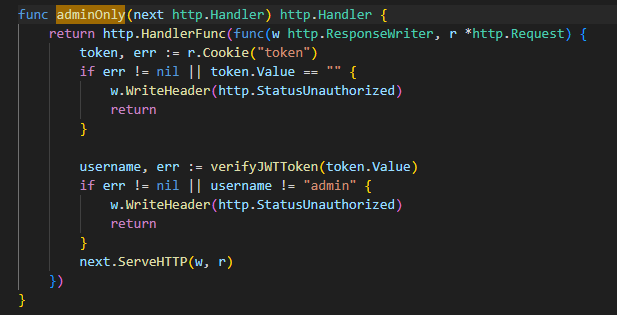 func adminOnly(next http.Handler) http.Handler {
    return http.HandlerFunc(func(w http.ResponseWriter, r *http.Request) {
        token, err := r.Cookie("token")
        if err != nil || token.Value == "" {
            w.WriteHeader(http.StatusUnauthorized)
            return
        }

        username, err := verifyJWTToken(token.Value)
        if err != nil || username != "admin" {
            w.WriteHeader(http.StatusUnauthorized)
            return
        }
        next.ServeHTTP(w, r)
    })
}